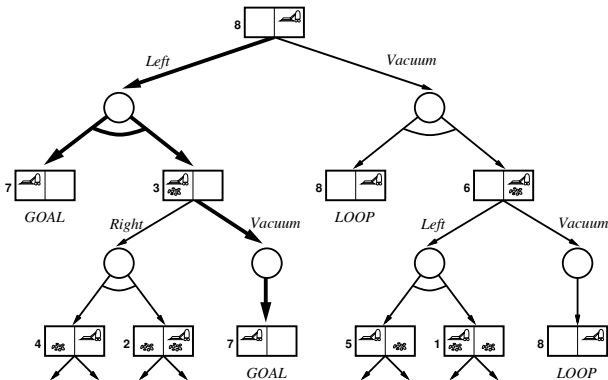 8
Left Vacuum
7 3 8 6
GOAL LOOP
Right Vacuum Left Vacuum
4 2 7 5 1 8
GOAL LOOP